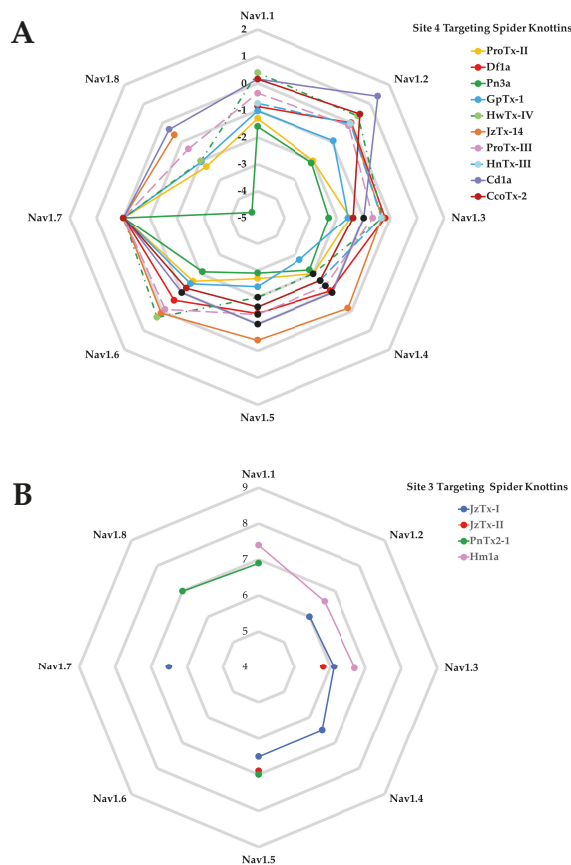 A
Site 4 Targeting Spider Knottins
ProTx-II
Df1a
Pn3a
GpTx-1
HwTx-IV
JzTx-14
ProTX-III
HnTX-III
Cd1a
CcoTx-2
Nav1.1
Nav1.2
Nav1.3
Nav1.4
Nav1.5
Nav1.6
Nav1.7
Nav1.8
2
1
0
-1
-2
-3
-4
-5
B
Site 3 Targeting Spider Knottins
JzTx-I
JzTx-II
PnTx2-1
Hm1a
Nav1.1
Nav1.2
Nav1.3
Nav1.4
Nav1.5
Nav1.6
Nav1.7
Nav1.8
9
8
7
6
5
4